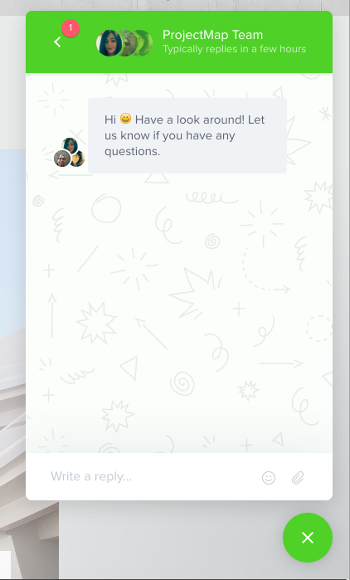 1
ProjectMap Team
Typically replies in a few hours
Hi 😄 Have a look around! Let
us know if you have any
questions.
Write a reply...